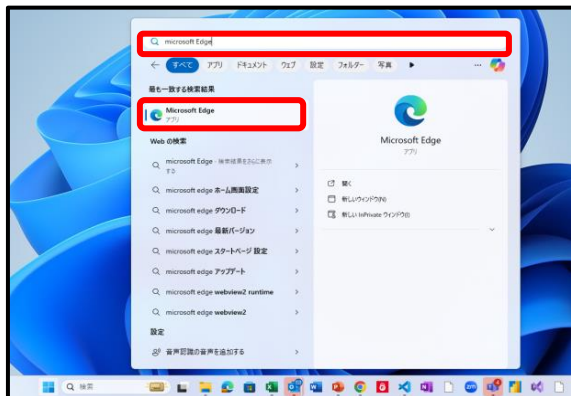 microsoft Edge
すべて アプリ ドキュメント ウェブ 設定 フォルダー 写真
最も一致する検索結果
Microsoft Edge
アプリ
Web の検索
microsoft Edge - 検索結果をさらに表示する
microsoft edge ホーム画面設定
microsoft edge ダウンロード
microsoft edge 最新バージョン
microsoft edge スタートページ 設定
microsoft edge アップデート
microsoft edge webview2 runtime
microsoft edge webview2
設定
音声認識の音声を追加する
Microsoft Edge
アプリ
開く
新しいウィンドウ(N)
新しい InPrivate ウィンドウ(I)
検索